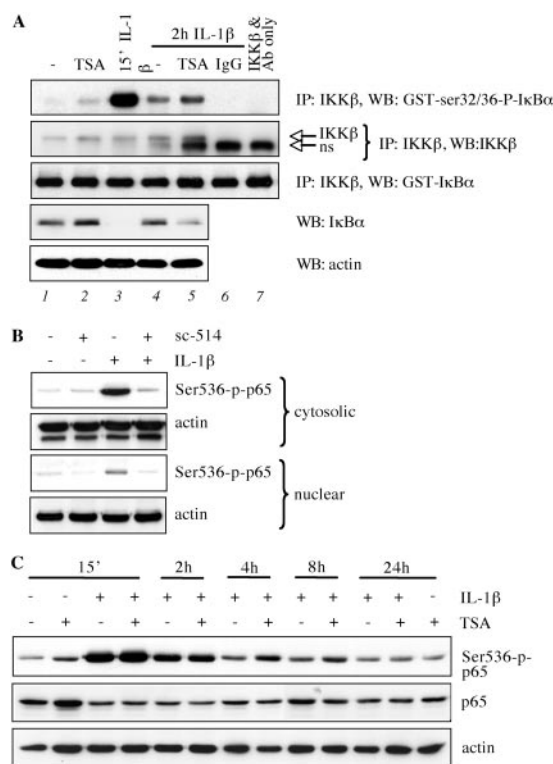 A
15' IL-1
β
2h IL-1β
IKKβ &
Ab only
- TSA - TSA IgG
IP: IKKβ, WB: GST-ser32/36-P-IκBα
IKKβ
ns
IP: IKKβ, WB:IKKβ
IP: IKKβ, WB: GST-IκBα
WB: IκBα
WB: actin
1 2 3 4 5 6 7
B
- + - + sc-514
- - + + IL-1β
Ser536-p-p65
actin
cytosolic
Ser536-p-p65
actin
nuclear
C
15' 2h 4h 8h 24h
- - + + + + + + + + + + - IL-1β
- + - + - + - + - + - + + TSA
Ser536-p-
p65
p65
actin